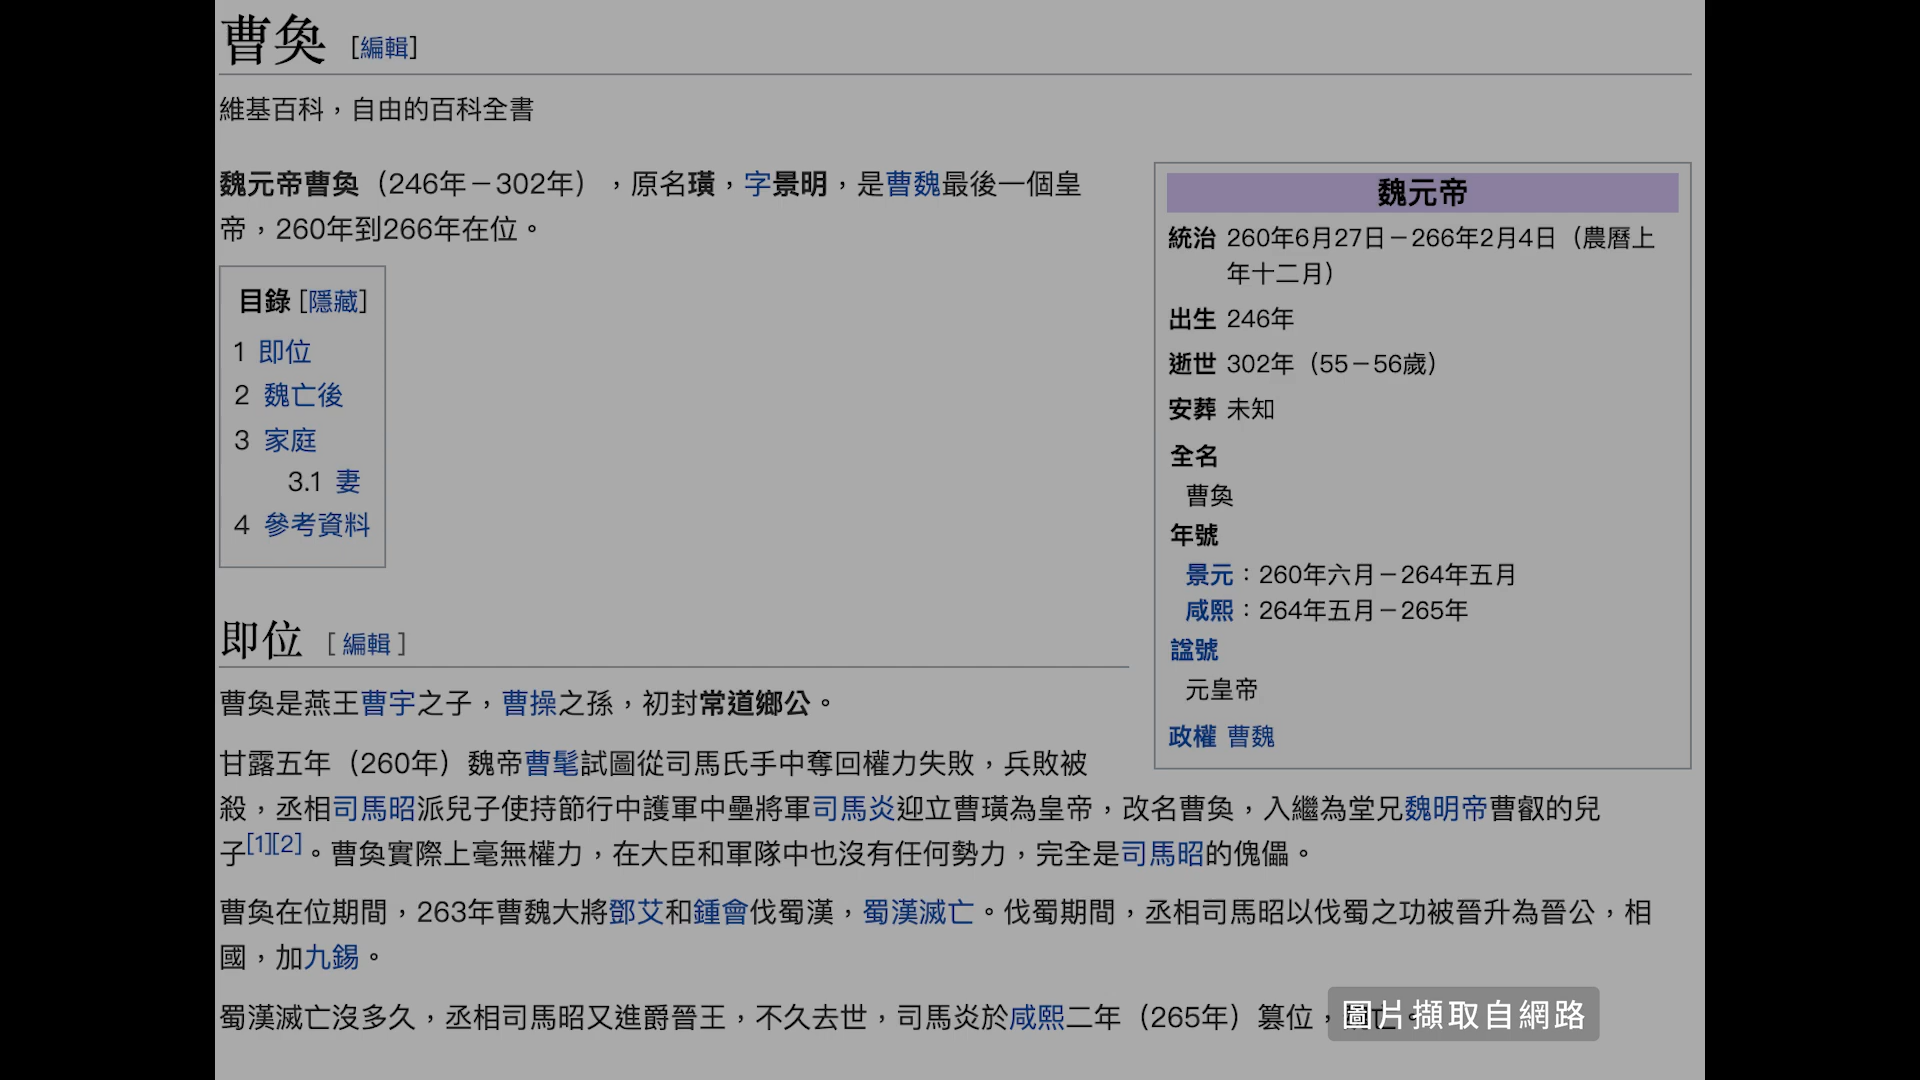 曹奐 [編輯]
維基百科，自由的百科全書
魏元帝曹奐（246年－302年），原名璜，字景明，是曹魏最後一個皇
帝，260年到266年在位。
目錄 [隱藏]
1 即位
2 魏亡後
3 家庭
3.1 妻
4 參考資料
魏元帝
統治 260年6月27日－266年2月4日（農曆上
年十二月）
出生 246年
逝世 302年（55－56歲）
安葬 未知
全名
曹奐
年號
景元：260年六月－264年五月
咸熙：264年五月－265年
諡號
元皇帝
政權 曹魏
即位 [ 編輯 ]
曹奐是燕王曹宇之子，曹操之孫，初封常道鄉公。
甘露五年（260年）魏帝曹髦試圖從司馬氏手中奪回權力失敗，兵敗被
殺，丞相司馬昭派兒子使持節行中護軍中壘將軍司馬炎迎立曹璜為皇帝，改名曹奐，入繼為堂兄魏明帝曹叡的兒
子[1][2]。曹奐實際上毫無權力，在大臣和軍隊中也沒有任何勢力，完全是司馬昭的傀儡。
曹奐在位期間，263年曹魏大將鄧艾和鍾會伐蜀漢，蜀漢滅亡。伐蜀期間，丞相司馬昭以伐蜀之功被晉升為晉公，相
國，加九錫。
蜀漢滅亡沒多久，丞相司馬昭又進爵晉王，不久去世，司馬炎於咸熙二年（265年）篡位，
圖片擷取自網路